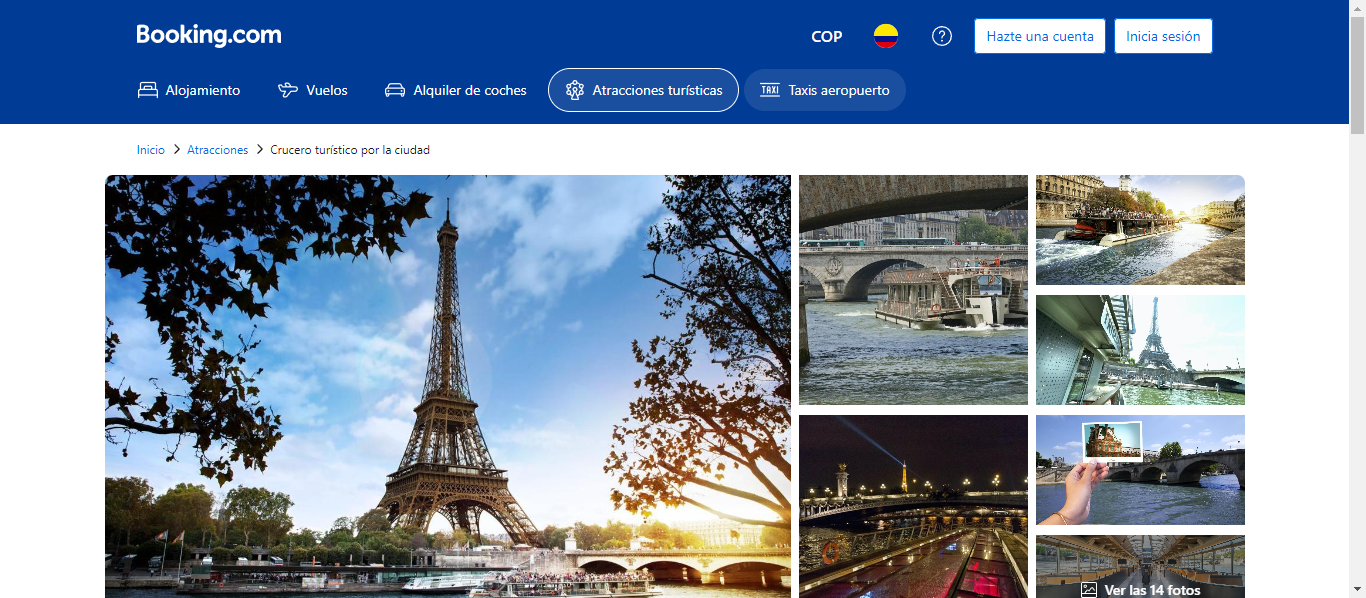 Booking.com
COP
Hazte una cuenta
Inicia sesión
Alojamiento
Vuelos
Alquiler de coches
Atracciones turísticas
TAXI
Taxis aeropuerto
Inicio > Atracciones > Crucero turístico por la ciudad
Ver las 14 fotos